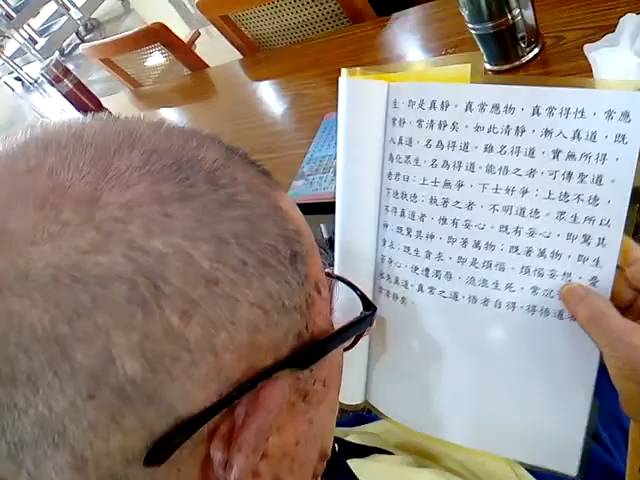 生，即是真靜。真常應物，真常得性，常應
常靜，常清靜矣。如此清靜，漸入真道，既
入真道，名為得道。雖名得道，實無所得，
為化眾生，名為得道。能悟之者，可傳聖道。
老君曰：上士無爭，下士好爭；上德不德，
下德執德；執著之者，不明道德。眾生所以
不得真道者，惟有妄心。既有妄心，即驚其
神；既驚其神，即著萬物；既著萬物，即生
貪求；既生貪求，即是煩惱。煩惱妄想，憂
苦身心，便遭濁辱，流浪生死，常沉
永失真道。真常之道，悟者自得，得悟道者
常清靜矣。